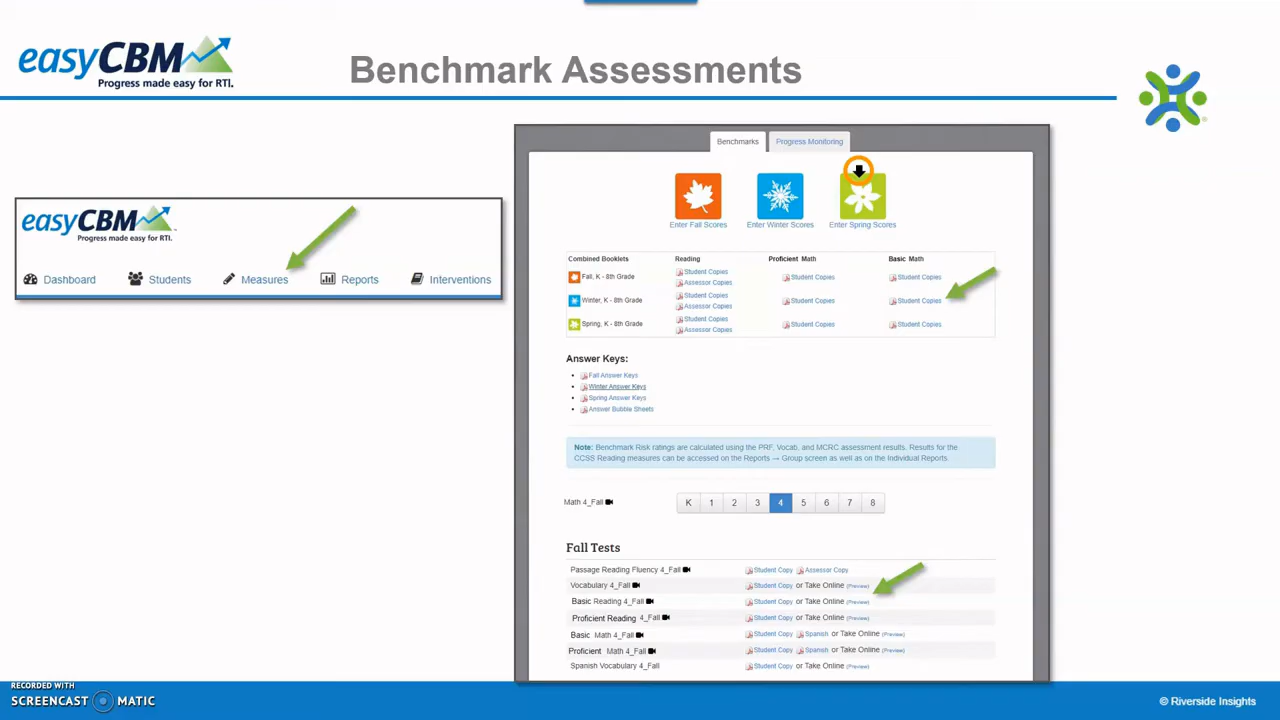 easyCBM
Progress made easy for RTI.
Benchmark Assessments
easyCBM
Progress made easy for RTI.
Dashboard Students Measures Reports Interventions
Benchmarks Progress Monitoring
Enter Fall Scores Enter Winter Scores Enter Spring Scores
Combined Booklets Reading Proficient Math Basic Math
Fall, K - 8th Grade Student Copies Student Copies Student Copies
Assessor Copies
Winter, K - 8th Grade Student Copies Student Copies Student Copies
Assessor Copies
Spring, K - 8th Grade Student Copies Student Copies Student Copies
Assessor Copies
Answer Keys:
Fall Answer Keys
Winter Answer Keys
Spring Answer Keys
Answer Bubble Sheets
Note: Benchmark Risk ratings are calculated using the PRF, Vocab, and MCRC assessment results. Results for the
CCSS Reading measures can be accessed on the Reports → Group screen as well as on the Individual Reports.
Math 4_Fall K 1 2 3 4 5 6 7 8
Fall Tests
Passage Reading Fluency 4_Fall Student Copy Assessor Copy
Vocabulary 4_Fall Student Copy or Take Online (Preview)
Basic Reading 4_Fall Student Copy or Take Online (Preview)
Proficient Reading 4_Fall Student Copy or Take Online (Preview)
Basic Math 4_Fall Student Copy Spanish or Take Online (Preview)
Proficient Math 4_Fall Student Copy Spanish or Take Online (Preview)
Spanish Vocabulary 4_Fall Student Copy or Take Online (Preview)
RECORDED WITH
SCREENCAST MATIC
© Riverside Insights